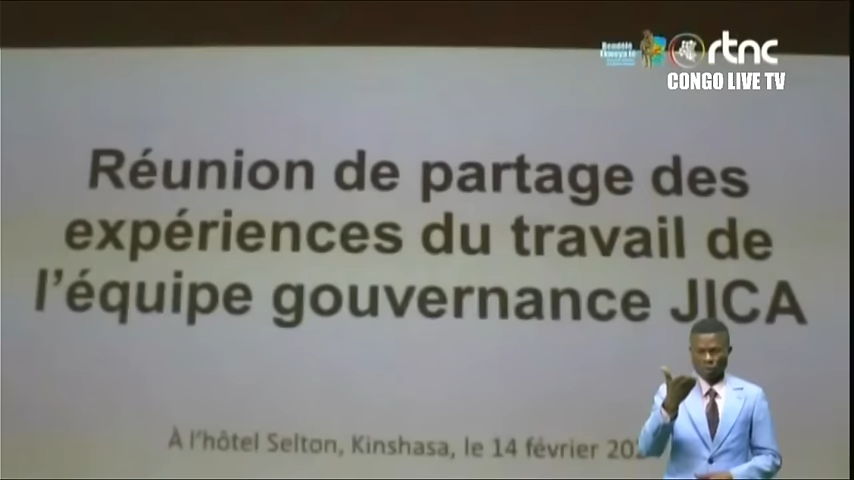 rtnc
CONGO LIVE TV
Réunion de partage des
expériences du travail de
l'équipe gouvernance JICA
À l'hôtel Selton, Kinshasa, le 14 février